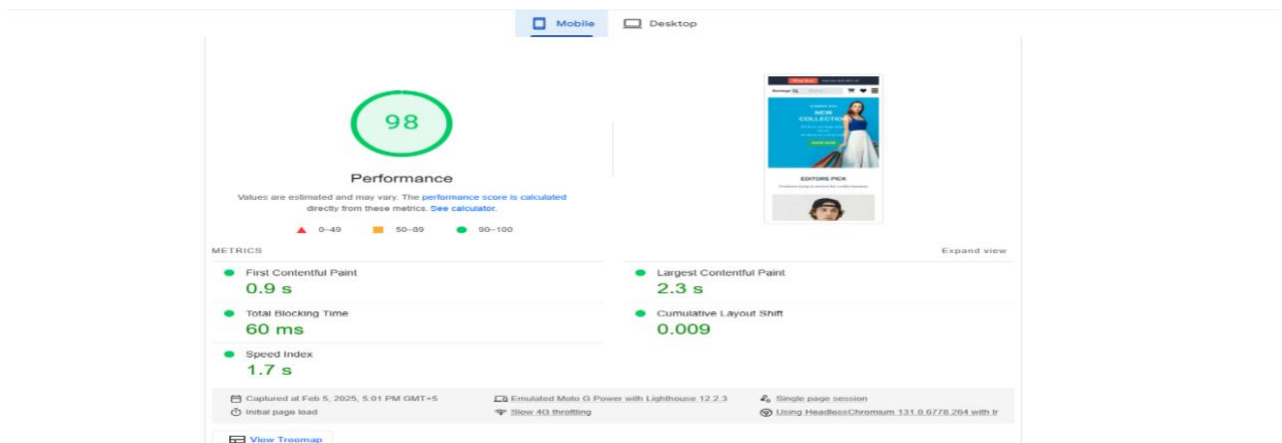 Mobile
Desktop
98
Performance
Values are estimated and may vary. The performance score is calculated
directly from these metrics. See calculator.
0–49
50–89
90–100
NEW
COLLECTION
SHOP NOW
EDITORS PICK
METRICS
Expand view
First Contentful Paint
0.9 s
Largest Contentful Paint
2.3 s
Total Blocking Time
60 ms
Cumulative Layout Shift
0.009
Speed Index
1.7 s
Captured at Feb 5, 2025, 5:01 PM GMT+5
Emulated Moto G Power with Lighthouse 12.2.3
Single page session
Initial page load
Slow 4G throttling
Using HeadlessChromium 131.0.6778.264 with lr
View Treemap